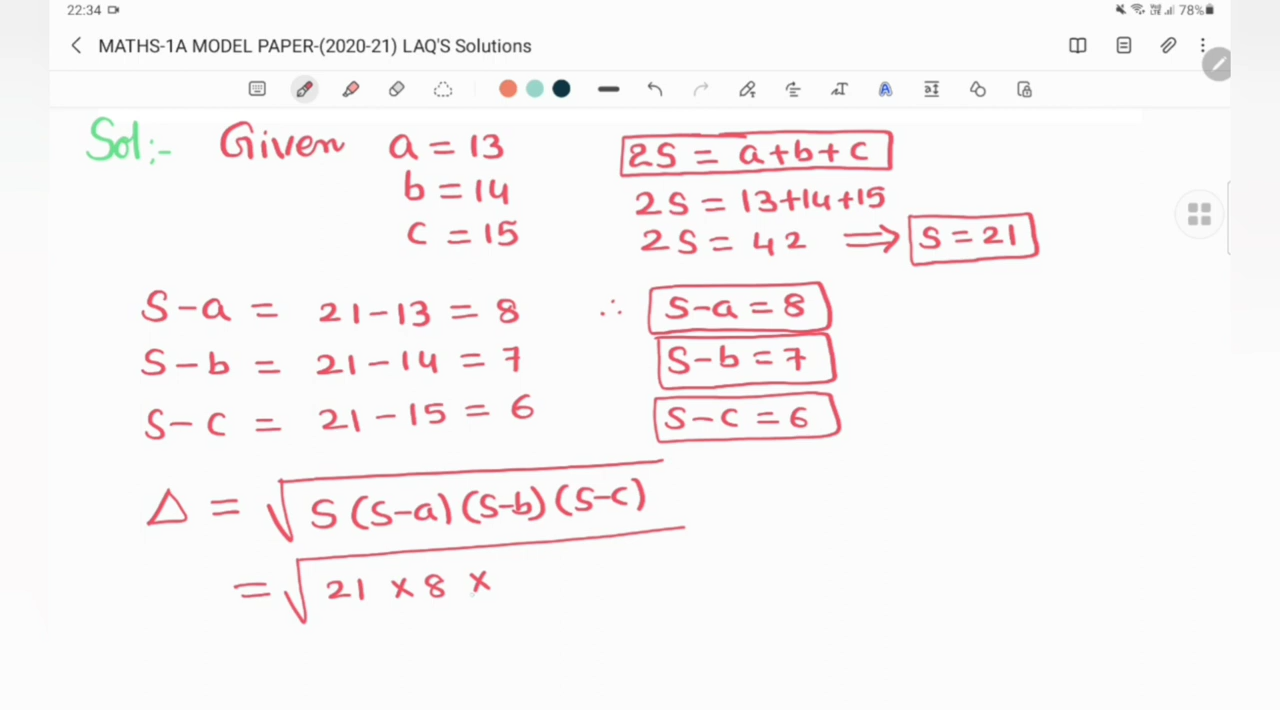 22:34 78%
MATHS-1A MODEL PAPER-(2020-21) LAQ'S Solutions
Sol:- Given a = 13 2S = a+b+c
b = 14 2S = 13+14+15
c = 15 2S = 42 ⟹ S = 21
S-a = 21-13 = 8 ∴ S-a = 8
S-b = 21-14 = 7 S-b = 7
S-c = 21-15 = 6 S-c = 6
Δ = √S(S-a)(S-b)(S-c)
= √21 × 8 ×